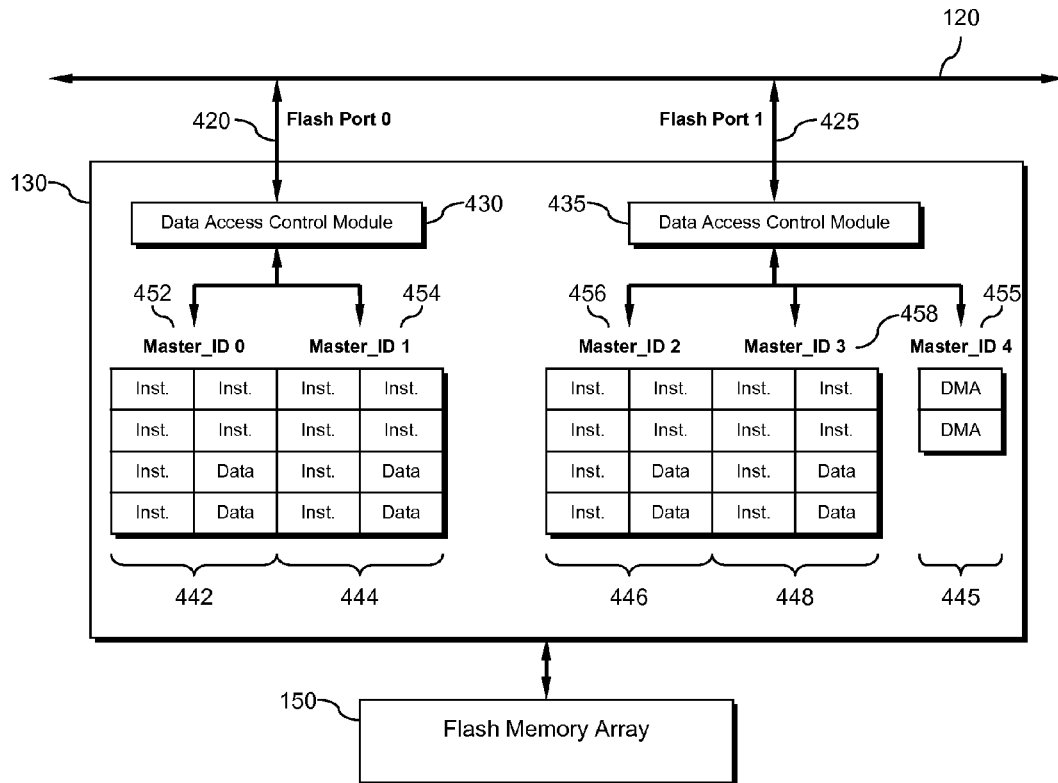 120
420 Flash Port 0 Flash Port 1 425
130
Data Access Control Module 430 435 Data Access Control Module
452 454 456 458 455
Master_ID 0 Master_ID 1 Master_ID 2 Master_ID 3 Master_ID 4
Inst. Inst. Inst. Inst. Inst. Inst. Inst. Inst. DMA
Inst. Inst. Inst. Inst. Inst. Inst. Inst. Inst. DMA
Inst. Data Inst. Data Inst. Data Inst. Data
Inst. Data Inst. Data Inst. Data Inst. Data
442 444 446 448 445
150 Flash Memory Array